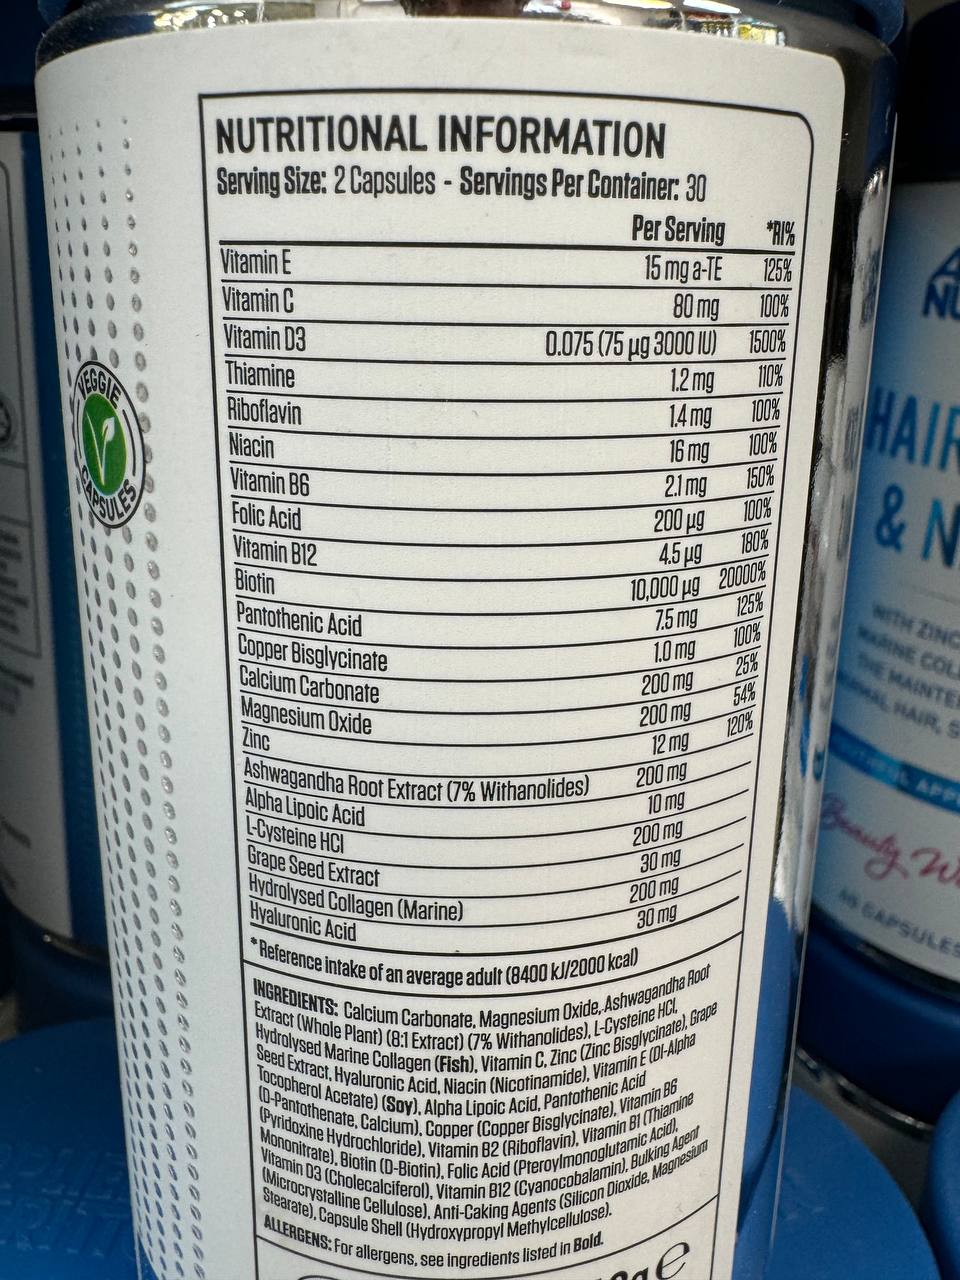 NUTRITIONAL INFORMATION
Serving Size: 2 Capsules - Servings Per Container: 30
Per Serving *RI%
Vitamin E 15 mg a-TE 125%
Vitamin C 80 mg 100%
Vitamin D3 0.075 (75 µg 3000 IU) 1500%
Thiamine 1.2 mg 110%
Riboflavin 1.4 mg 100%
Niacin 16 mg 100%
Vitamin B6 2.1 mg 150%
Folic Acid 200 µg 100%
Vitamin B12 4.5 µg 180%
Biotin 10,000 µg 20000%
Pantothenic Acid 7.5 mg 125%
Copper Bisglycinate 1.0 mg 100%
Calcium Carbonate 200 mg 25%
Magnesium Oxide 200 mg 54%
Zinc 12 mg 120%
Ashwagandha Root Extract (7% Withanolides) 200 mg
Alpha Lipoic Acid 10 mg
L-Cysteine HCl 200 mg
Grape Seed Extract 30 mg
Hydrolysed Collagen (Marine) 200 mg
Hyaluronic Acid 30 mg
*Reference intake of an average adult (8400 kJ/2000 kcal)
INGREDIENTS: Calcium Carbonate, Magnesium Oxide, Ashwagandha Root
Extract (Whole Plant) (8:1 Extract) (7% Withanolides), L-Cysteine HCl,
Hydrolysed Marine Collagen (Fish), Vitamin C, Zinc (Zinc Bisglycinate), Grape
Seed Extract, Hyaluronic Acid, Niacin (Nicotinamide), Vitamin E (Dl-Alpha
Tocopherol Acetate) (Soy), Alpha Lipoic Acid, Pantothenic Acid
(D-Pantothenate, Calcium), Copper (Copper Bisglycinate), Vitamin B6
(Pyridoxine Hydrochloride), Vitamin B2 (Riboflavin), Vitamin B1 (Thiamine
Mononitrate), Biotin (D-Biotin), Folic Acid (Pteroylmonoglutamic Acid),
Vitamin D3 (Cholecalciferol), Vitamin B12 (Cyanocobalamin), Bulking Agent
(Microcrystalline Cellulose), Anti-Caking Agents (Silicon Dioxide, Magnesium
Stearate), Capsule Shell (Hydroxypropyl Methylcellulose).
ALLERGENS: For allergens, see ingredients listed in Bold.
VEGGIE
CAPSULES
HAIR
& N
WITH ZINC
MARINE COL
THE MAINTE
HAIR, S
APP
Beauty
CAPSULES